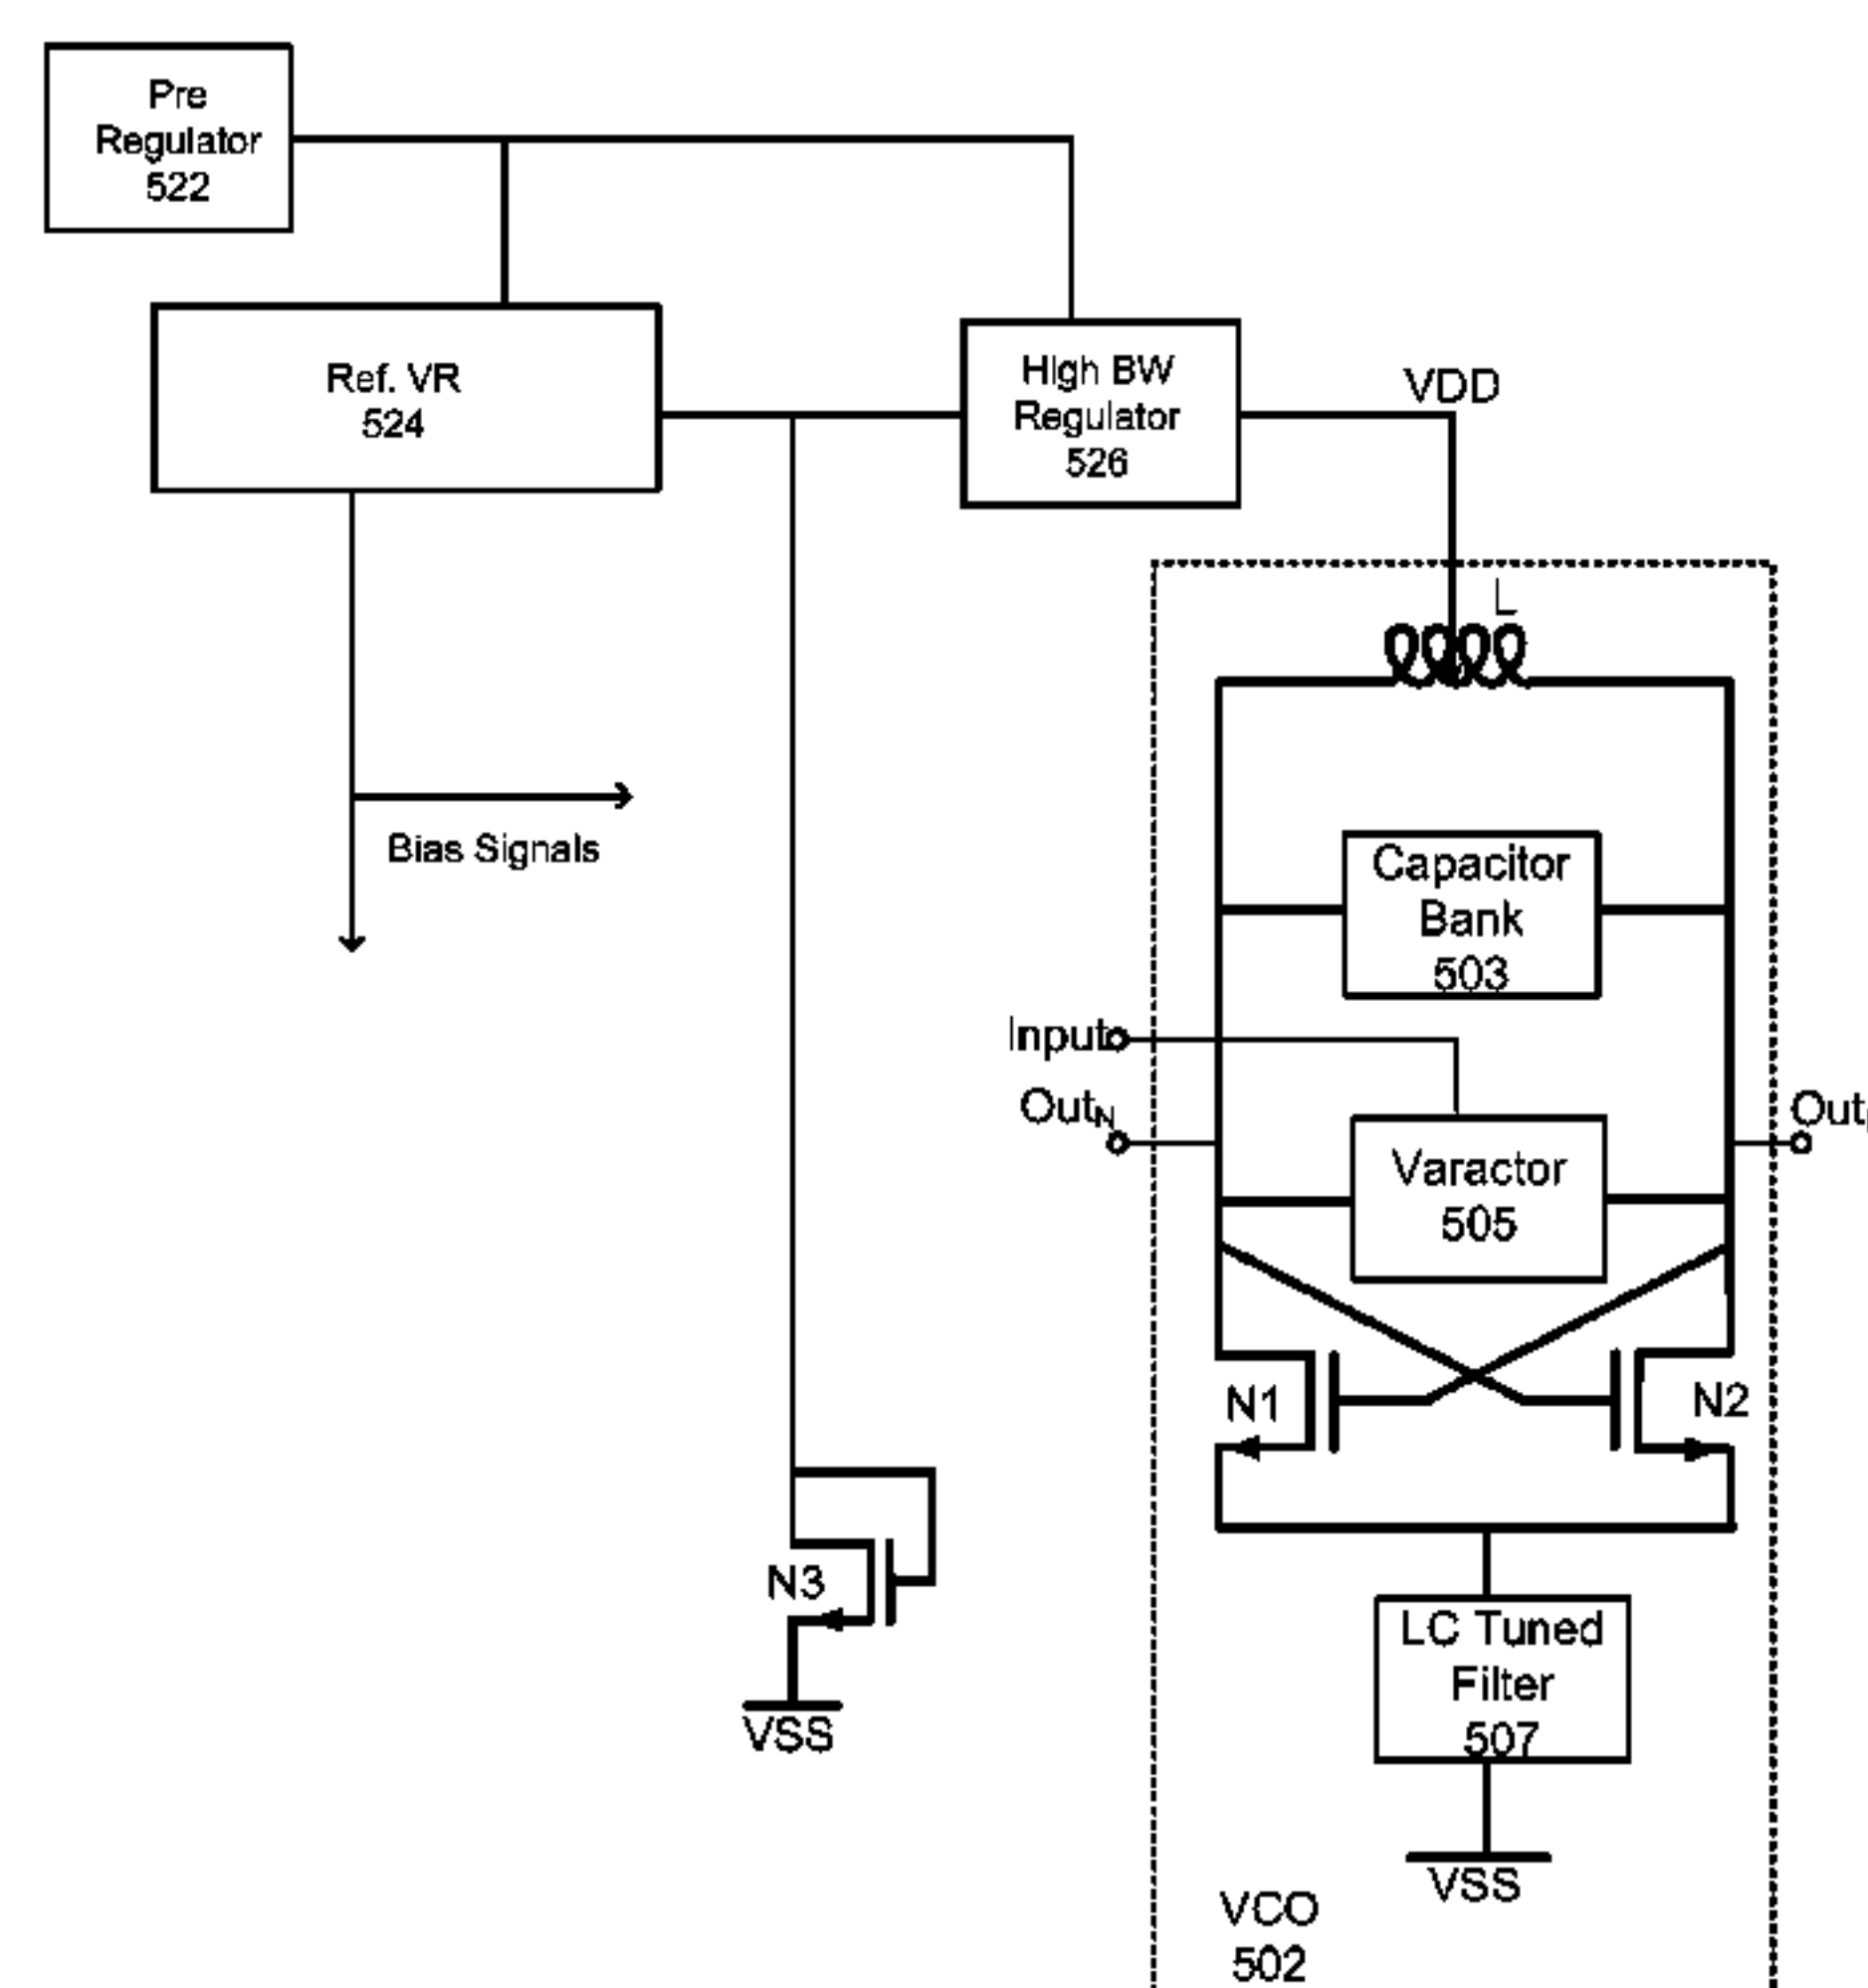 Pre
Regulator
522
Ref. VR
524
High BW
Regulator
526
VDD
L
Bias Signals
Capacitor
Bank
503
Input
OutN
Out
Varactor
505
N1
N2
N3
VSS
LC Tuned
Filter
507
VSS
VCO
502